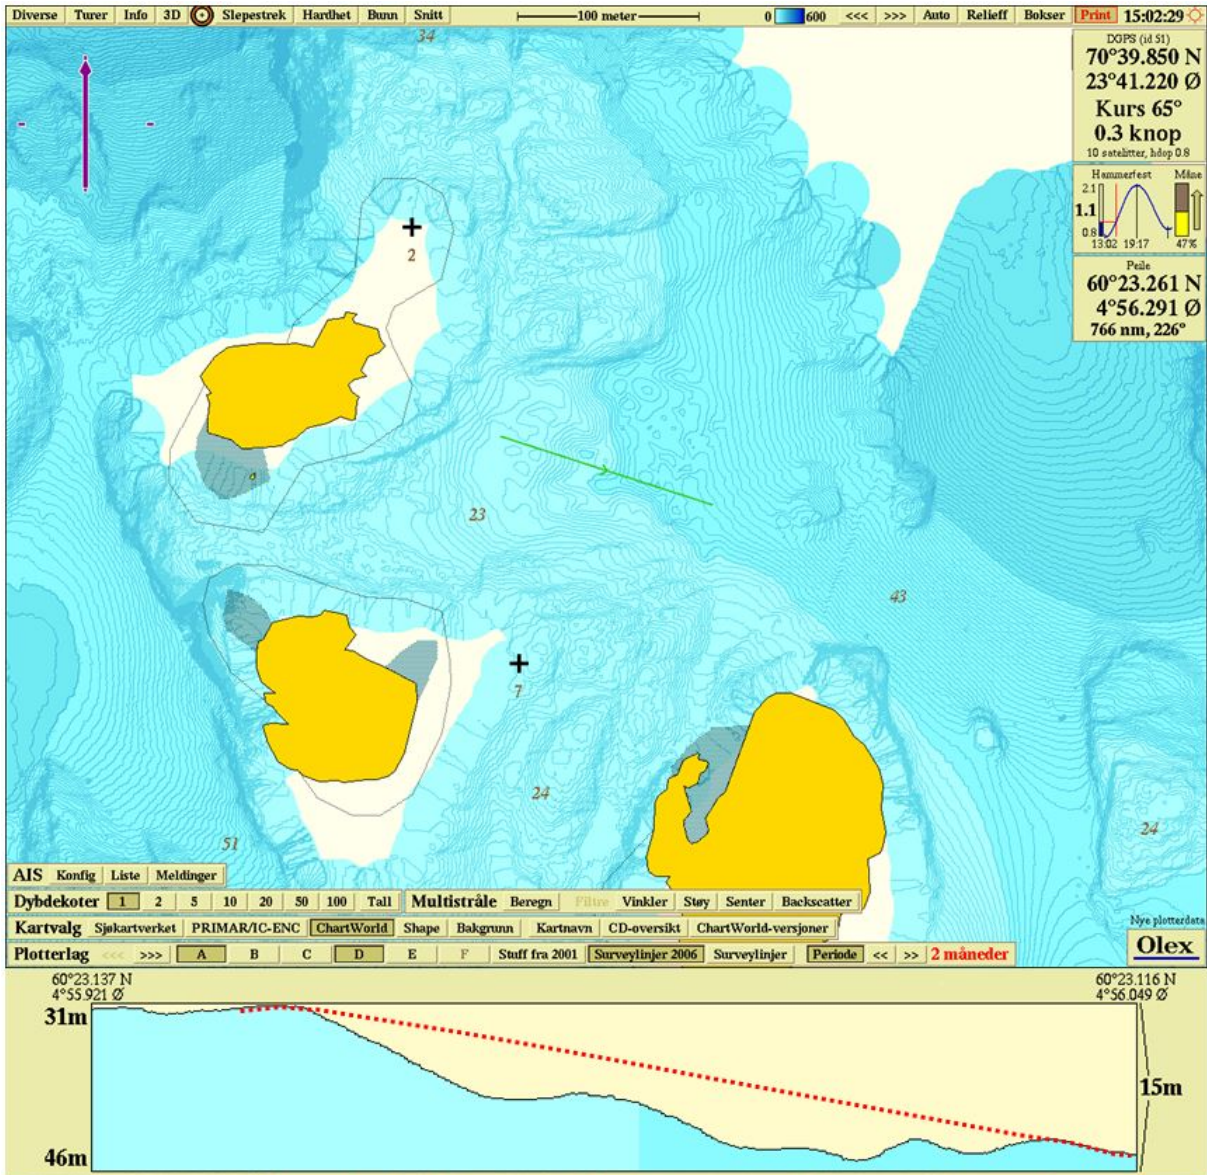 Diverse Turer Info 3D Slepestrek Hardhet Bunn Snitt 100 meter 0 600 <<< >>> Auto Relieff Bokser Print 15:02:29
34
DGPS (id 51)
70°39.850 N
23°41.220 Ø
Kurs 65°
0.3 knop
10 satelitter, hdop 0.8
Hammerfest Måne
2.1
1.1
0.8
13:02 19:17 47%
Peile
60°23.261 N
4°56.291 Ø
766 nm, 226°
2
23
43
7
24
24
51
AIS Konfig Liste Meldinger
Dybdekoter 1 2 5 10 20 50 100 Tall Multistråle Beregn Filtre Vinkler Støy Senter Backscatter
Kartvalg Sjøkartverket PRIMAR/IC-ENC ChartWorld Shape Bakgrunn Kartnavn CD-oversikt ChartWorld-versjoner
Nye plotterdata
Plotterlag <<< >>> A B C D E F Stuff fra 2001 Surveylinjer 2006 Surveylinjer Periode << >> 2 måneder
Olex
60°23.137 N
4°55.921 Ø
60°23.116 N
4°56.049 Ø
31m
15m
46m